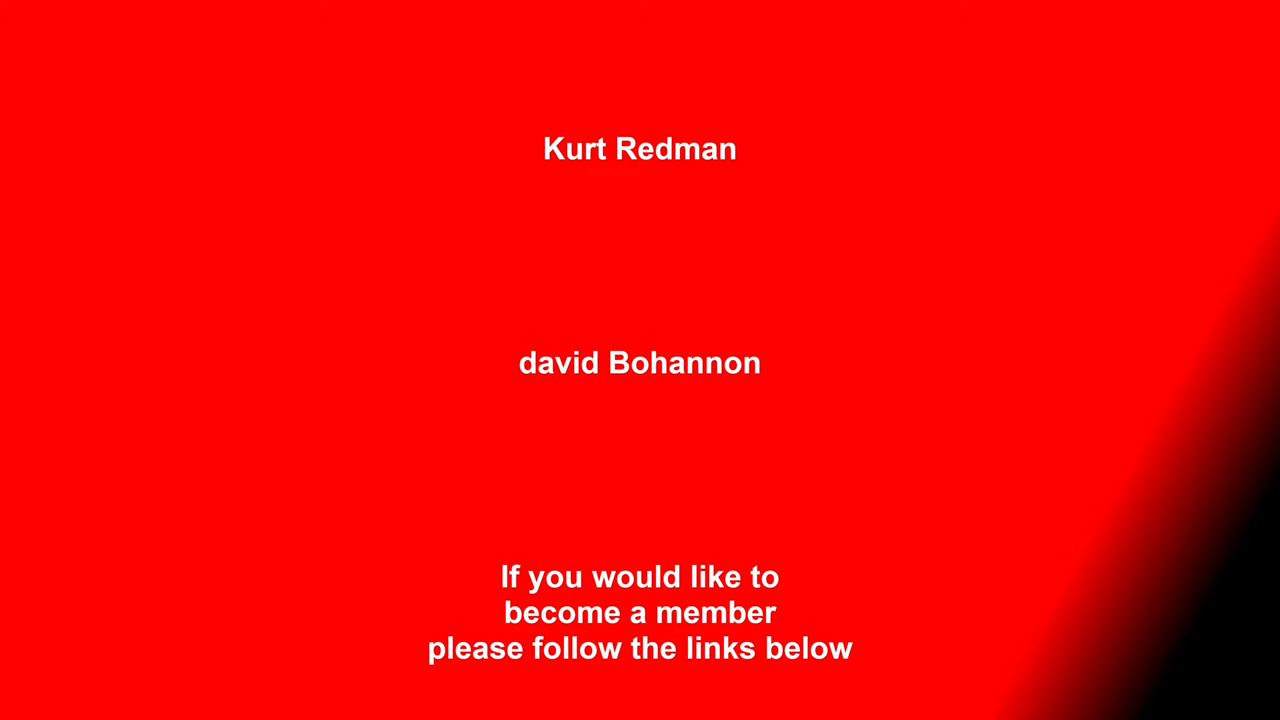 Kurt Redman
david Bohannon
If you would like to
become a member
please follow the links below